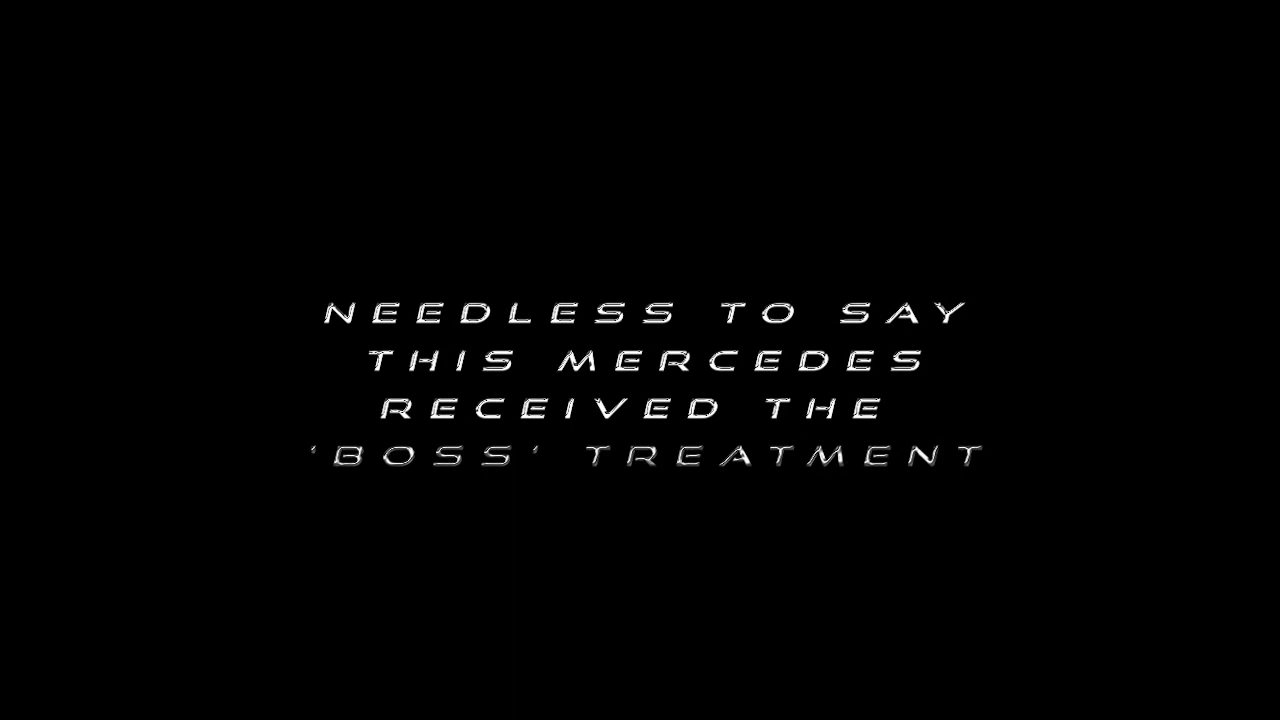 NEEDLESS TO SAY
THIS MERCEDES
RECEIVED THE
'BOSS' TREATMENT